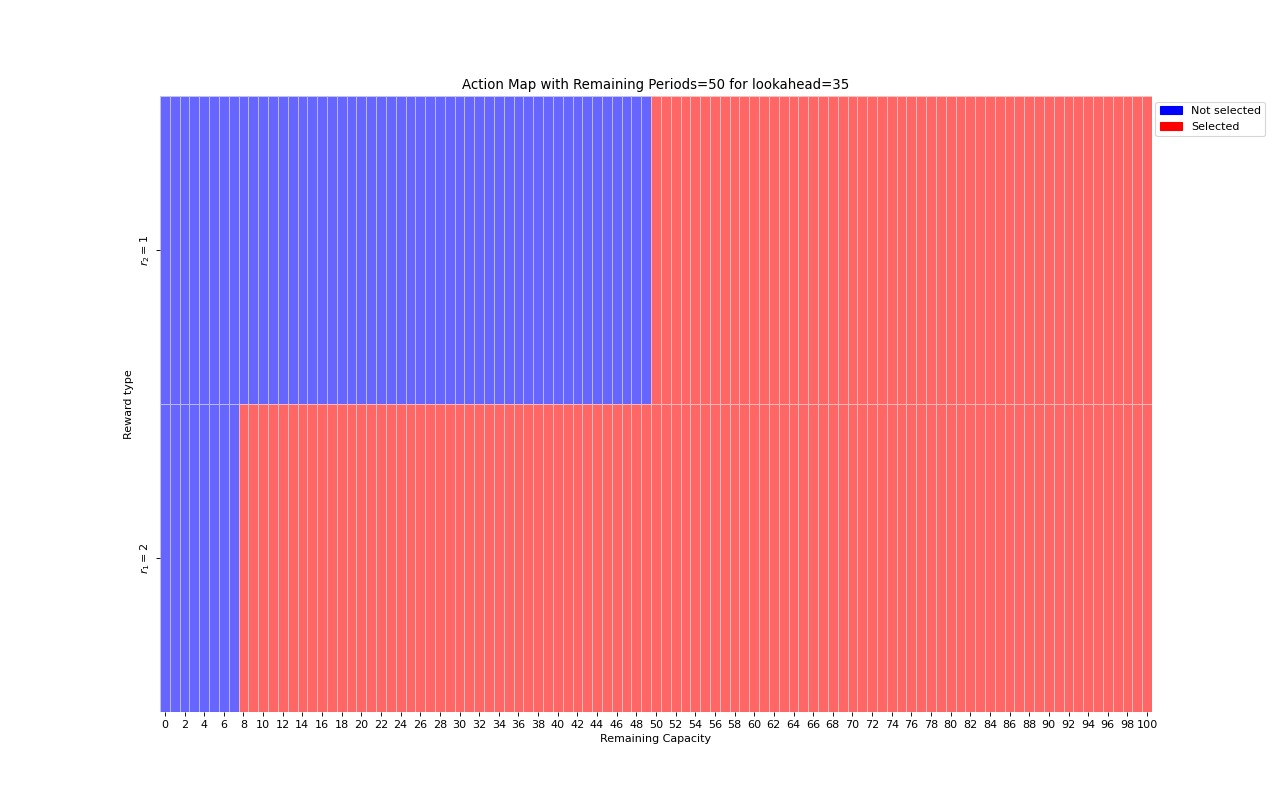 Action Map with Remaining Periods=50 for lookahead=35
Not selected
Selected
r₂ = 1
Reward type
r₁ = 2
0 2 4 6 8 10 12 14 16 18 20 22 24 26 28 30 32 34 36 38 40 42 44 46 48 50 52 54 56 58 60 62 64 66 68 70 72 74 76 78 80 82 84 86 88 90 92 94 96 98 100
Remaining Capacity